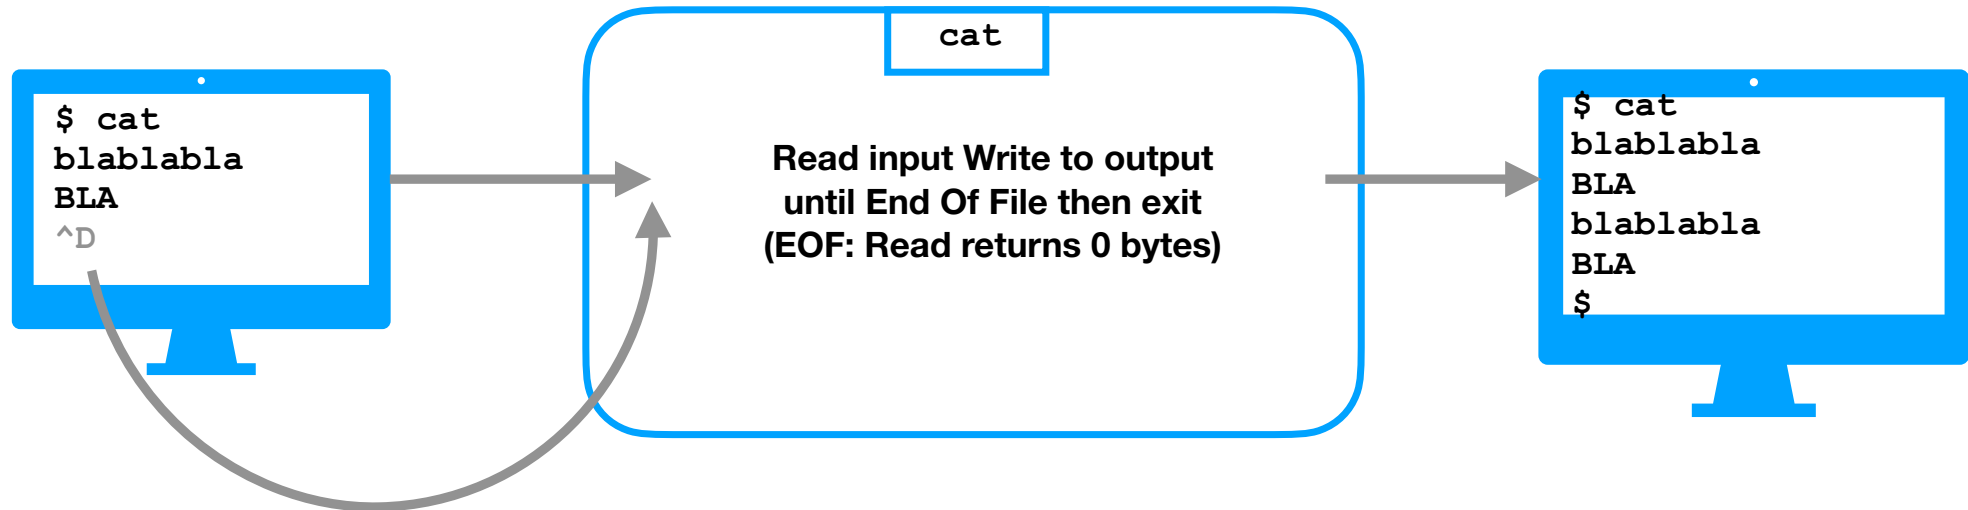 $ cat
blablabla
BLA
^D
cat
Read input Write to output
until End Of File then exit
(EOF: Read returns 0 bytes)
$ cat
blablabla
BLA
blablabla
BLA
$